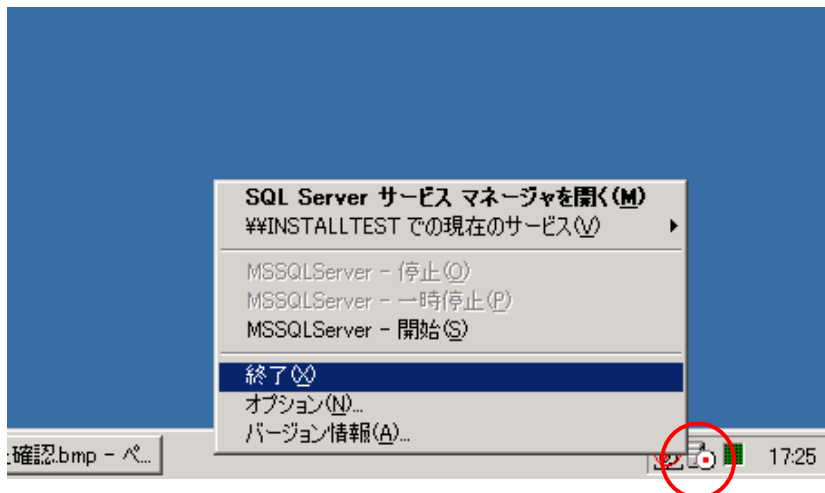 SQL Server サービス マネージャを開く(M)
¥¥INSTALLTEST での現在のサービス(V)
MSSQLServer - 停止(O)
MSSQLServer - 一時停止(P)
MSSQLServer - 開始(S)
終了(X)
オプション(N)...
バージョン情報(A)...
確認.bmp - ペ...
17:25